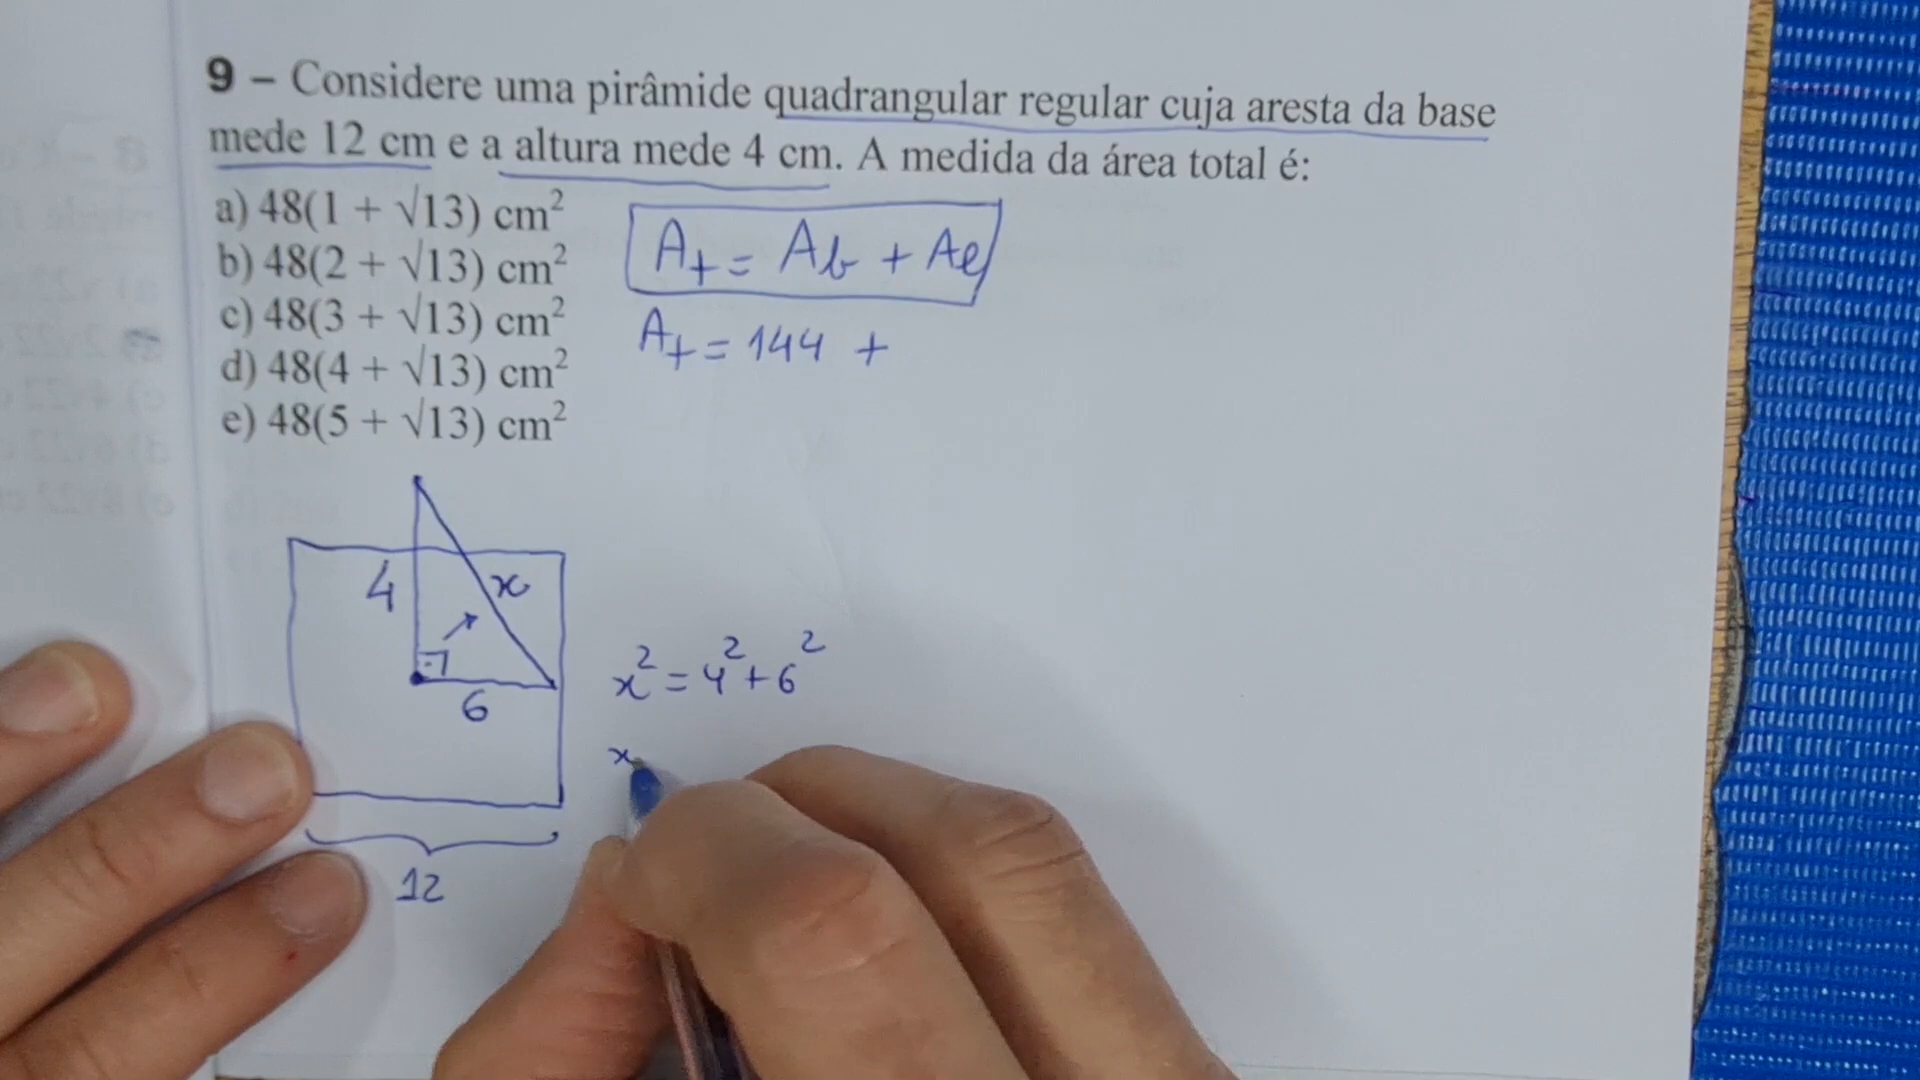 9 – Considere uma pirâmide quadrangular regular cuja aresta da base
mede 12 cm e a altura mede 4 cm. A medida da área total é:
a) 48(1 + √13) cm²
b) 48(2 + √13) cm²
c) 48(3 + √13) cm²
d) 48(4 + √13) cm²
e) 48(5 + √13) cm²
At = Ab + Al
At = 144 +
4
x
6
12
x² = 4² + 6²
x